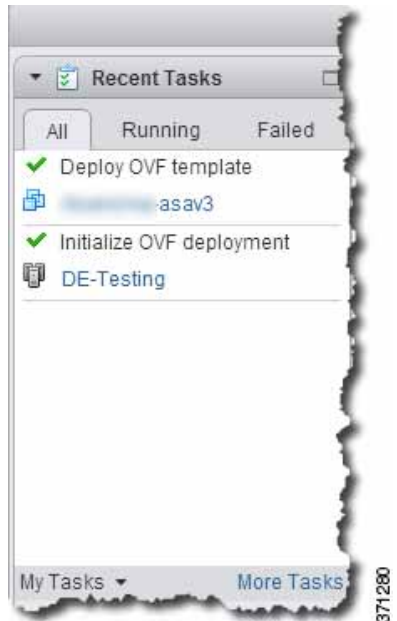 Recent Tasks
All Running Failed
Deploy OVF template
-asav3
Initialize OVF deployment
DE-Testing
My Tasks More Tasks
371280